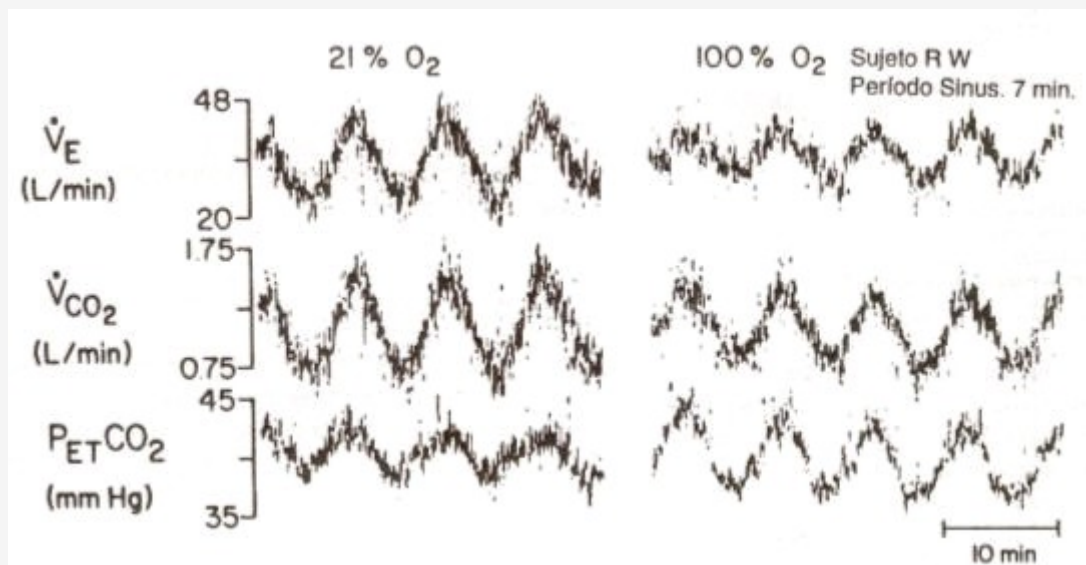 21 % O₂
100 % O₂
Sujeto R W
Período Sinus. 7 min.
V̇E
(L/min)
48
20
V̇CO₂
(L/min)
1.75
0.75
PETCO₂
(mm Hg)
45
35
10 min